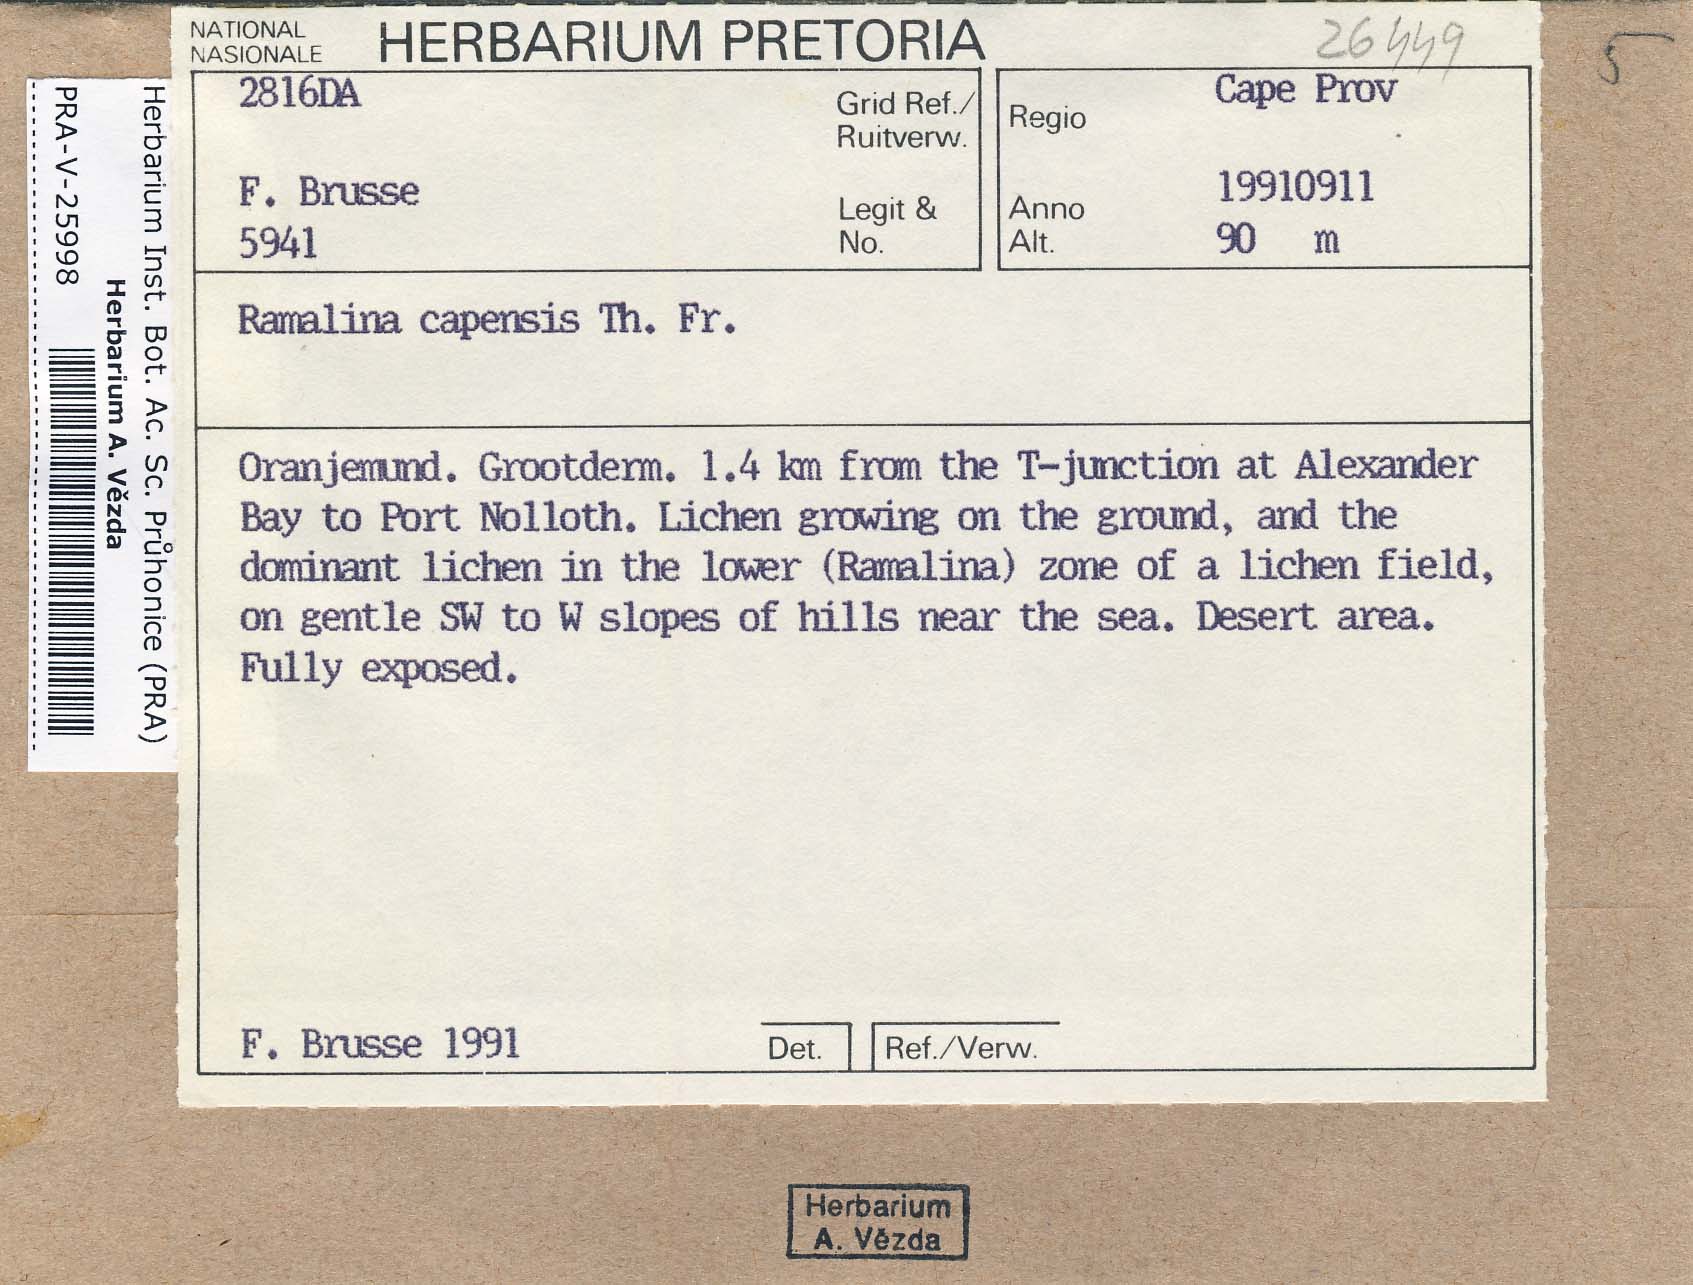 NATIONAL
NASIONALE
HERBARIUM PRETORIA
26449
5
2816DA
Grid Ref./
Ruitverw.
Regio
Cape Prov
F. Brusse
5941
Legit &
No.
Anno
19910911
Alt.
90 m
Ramalina capensis Th. Fr.
Oranjemund. Grootderm. 1.4 km from the T-junction at Alexander
Bay to Port Nolloth. Lichen growing on the ground, and the
dominant lichen in the lower (Ramalina) zone of a lichen field,
on gentle SW to W slopes of hills near the sea. Desert area.
Fully exposed.
F. Brusse 1991
Det.
Ref./Verw.
Herbarium Inst. Bot. Ac. Sc. Průhonice (PRA)
Herbarium A. Vězda
PRA-V-25998
Herbarium
A. Vězda